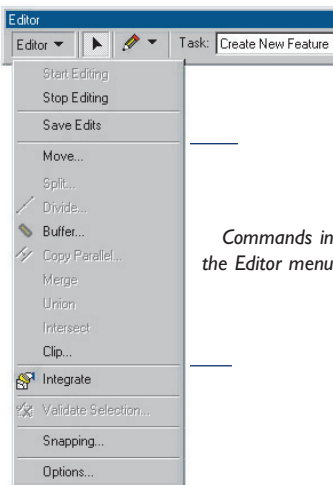 Editor
Editor Task: Create New Feature
Start Editing
Stop Editing
Save Edits
Move...
Split...
Divide...
Buffer...
Copy Parallel...
Merge
Union
Intersect
Clip...
Integrate
Validate Selection...
Snapping...
Options...
Commands in
the Editor menu